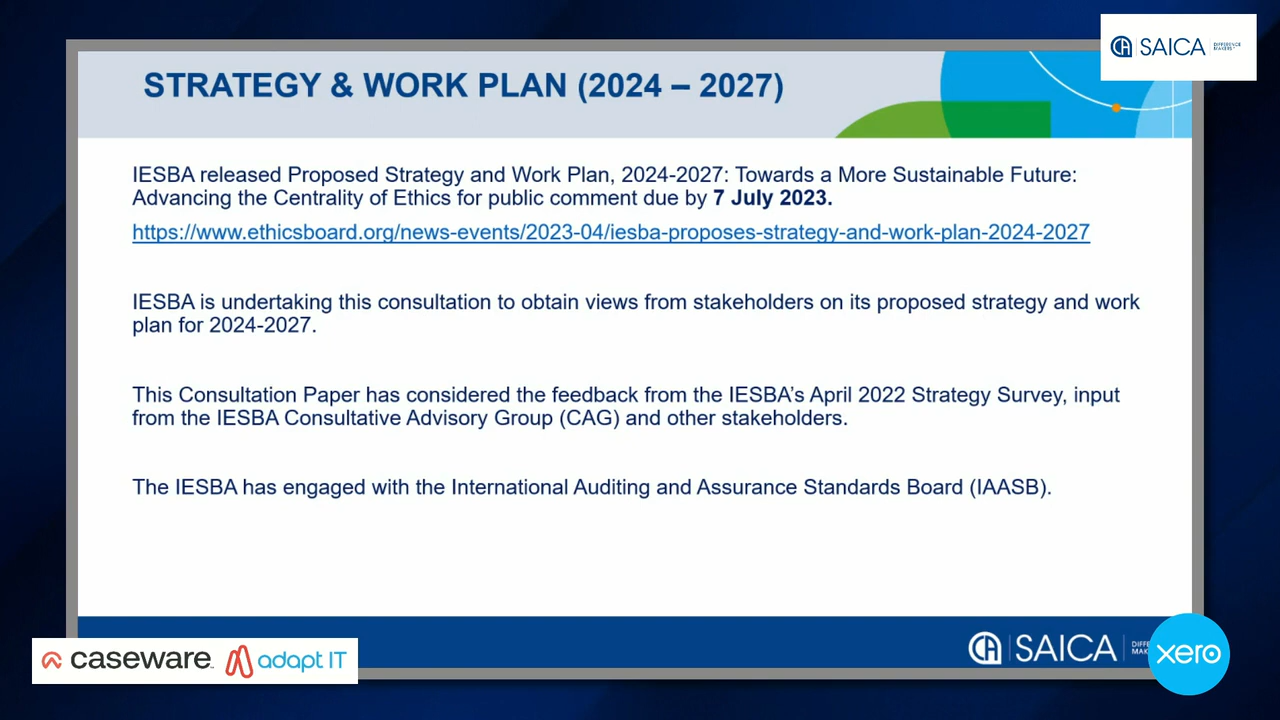 SAICA
DIFFERENCE
MAKERS
STRATEGY & WORK PLAN (2024 – 2027)
IESBA released Proposed Strategy and Work Plan, 2024-2027: Towards a More Sustainable Future:
Advancing the Centrality of Ethics for public comment due by 7 July 2023.
https://www.ethicsboard.org/news-events/2023-04/iesba-proposes-strategy-and-work-plan-2024-2027
IESBA is undertaking this consultation to obtain views from stakeholders on its proposed strategy and work
plan for 2024-2027.
This Consultation Paper has considered the feedback from the IESBA’s April 2022 Strategy Survey, input
from the IESBA Consultative Advisory Group (CAG) and other stakeholders.
The IESBA has engaged with the International Auditing and Assurance Standards Board (IAASB).
caseware adapt IT
SAICA
xero